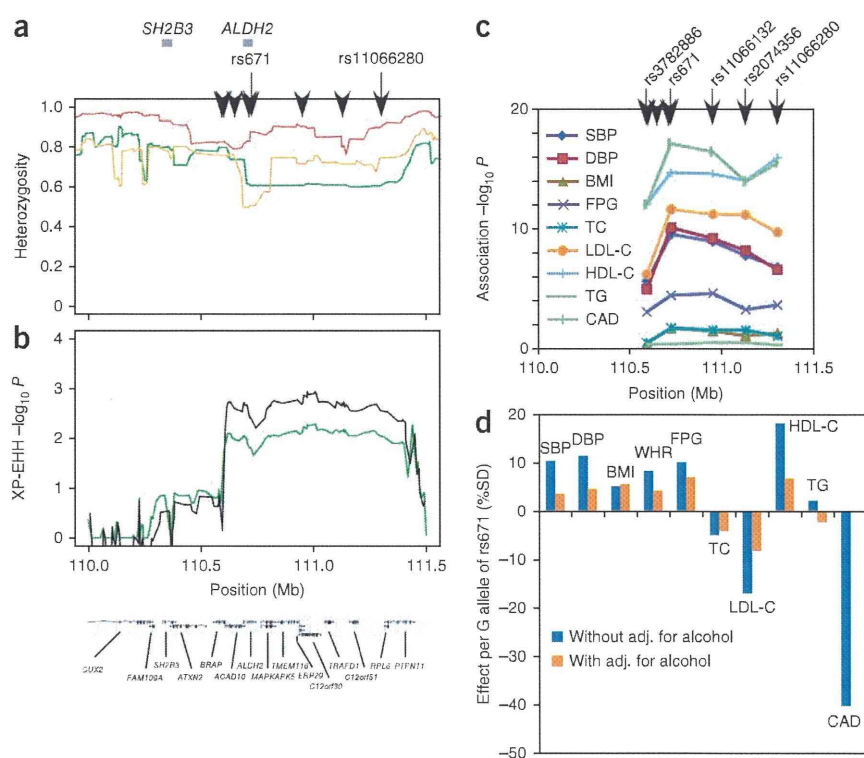 a
SH2B3 ALDH2
rs671 rs11066280
1.0
0.8
0.6
0.4
0.2
0
Heterozygosity
b
4
3
2
1
0
XP-EHH –log10 P
110.0 110.5 111.0 111.5
Position (Mb)
CUX2
FAM109A
SH2B3
ATXN2
BRAP
ACAD10
ALDH2
MAPKAPK5
TMEM116
ERP29
C12orf30
TRAFD1
C12orf51
RPL6
PTPN11
c
rs3782886
rs671
rs11066132
rs2074356
rs11066280
20
10
0
Association –log10 P
SBP
DBP
BMI
FPG
TC
LDL-C
HDL-C
TG
CAD
110.0 110.5 111.0 111.5
Position (Mb)
d
20
10
0
–10
–20
–30
–40
–50
Effect per G allele of rs671 (%SD)
SBP
DBP
BMI
WHR
FPG
TC
LDL-C
HDL-C
TG
CAD
Without adj. for alcohol
With adj. for alcohol